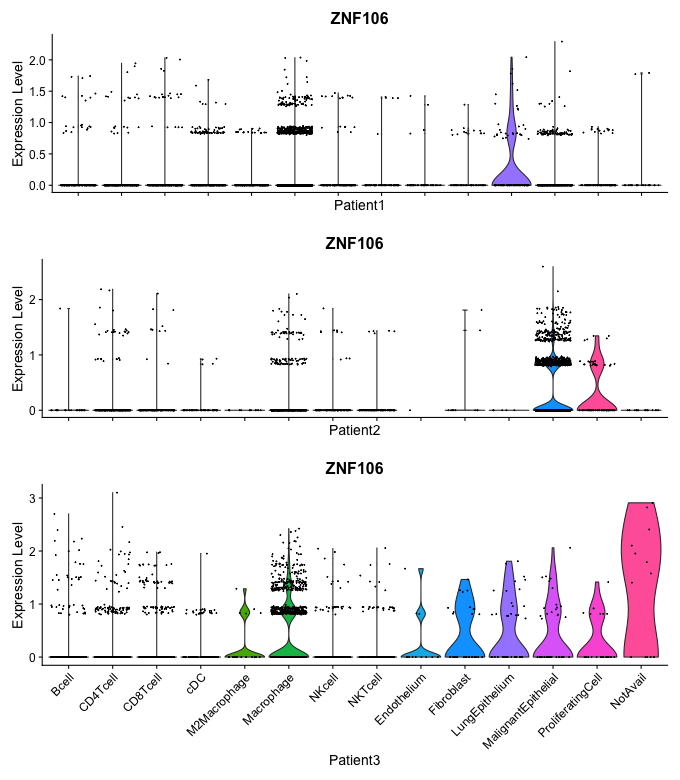 ZNF106
Expression Level
2.0
1.5
1.0
0.5
0.0
Patient1
ZNF106
Expression Level
2
1
0
Patient2
ZNF106
Expression Level
3
2
1
0
Bcell
CD4Tcell
CD8Tcell
cDC
M2Macrophage
Macrophage
NKcell
NKTcell
Endothelium
Fibroblast
LungEpithelium
MalignantEpithelial
ProliferatingCell
NotAvail
Patient3